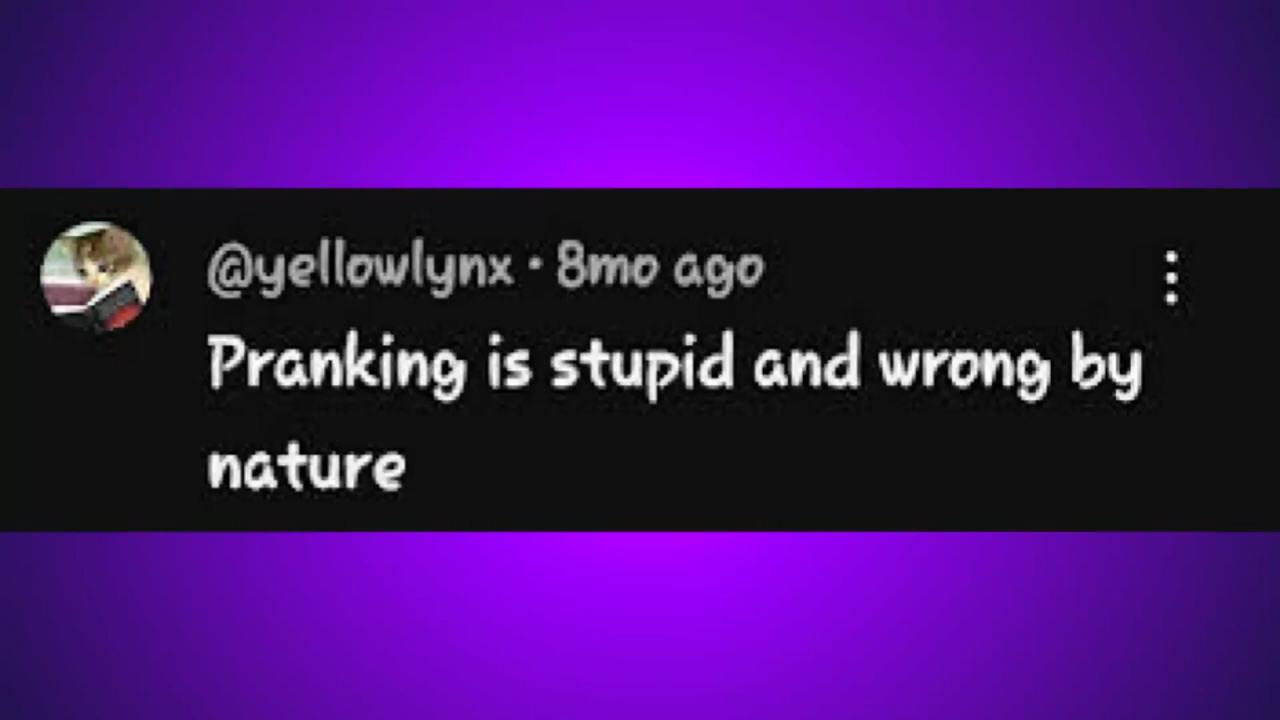 @yellowlynx · 8mo ago
Pranking is stupid and wrong by
nature